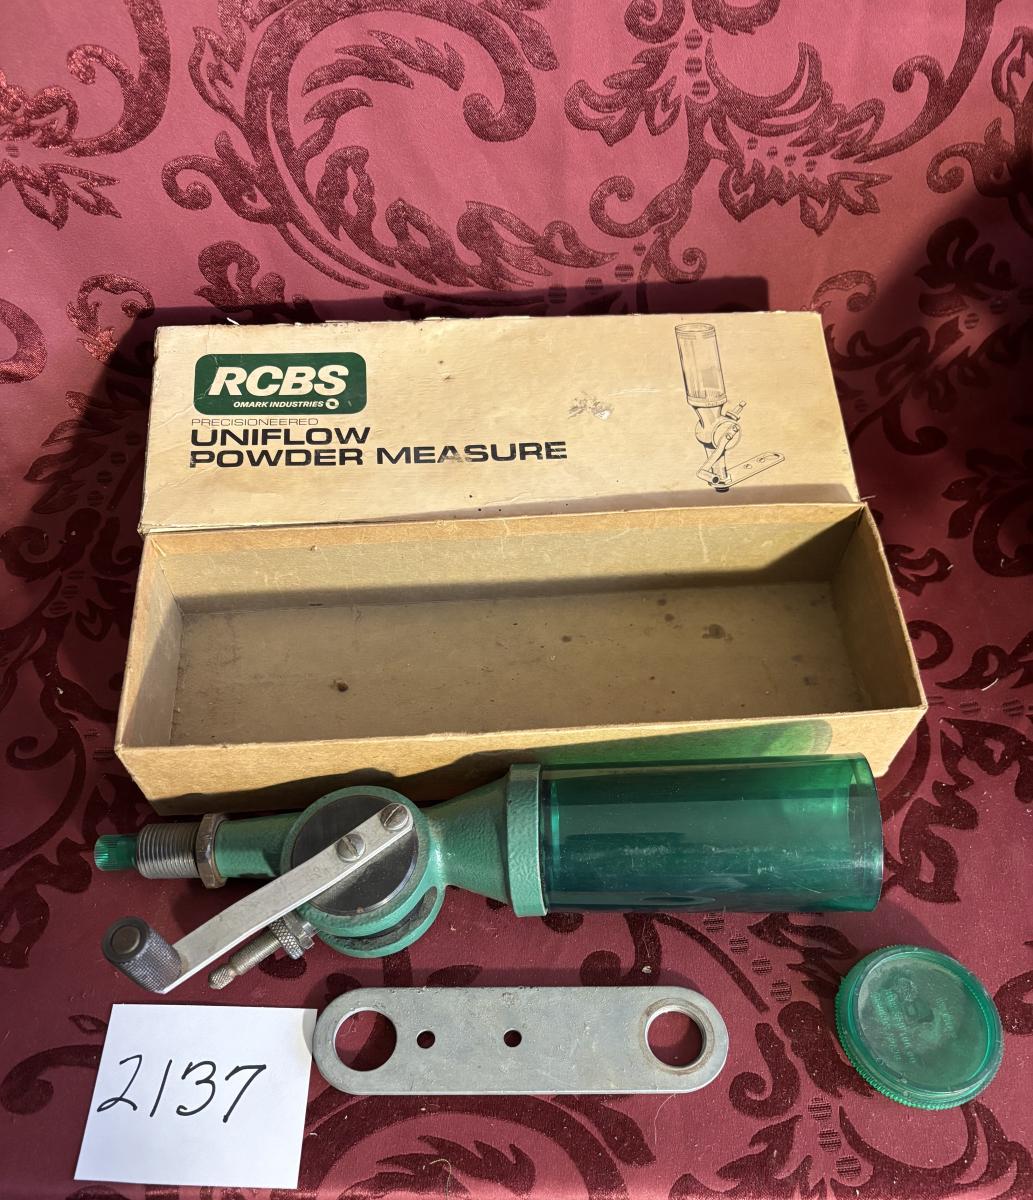 RCBS
OMARK INDUSTRIES
PRECISIONEERED
UNIFLOW
POWDER MEASURE
2137